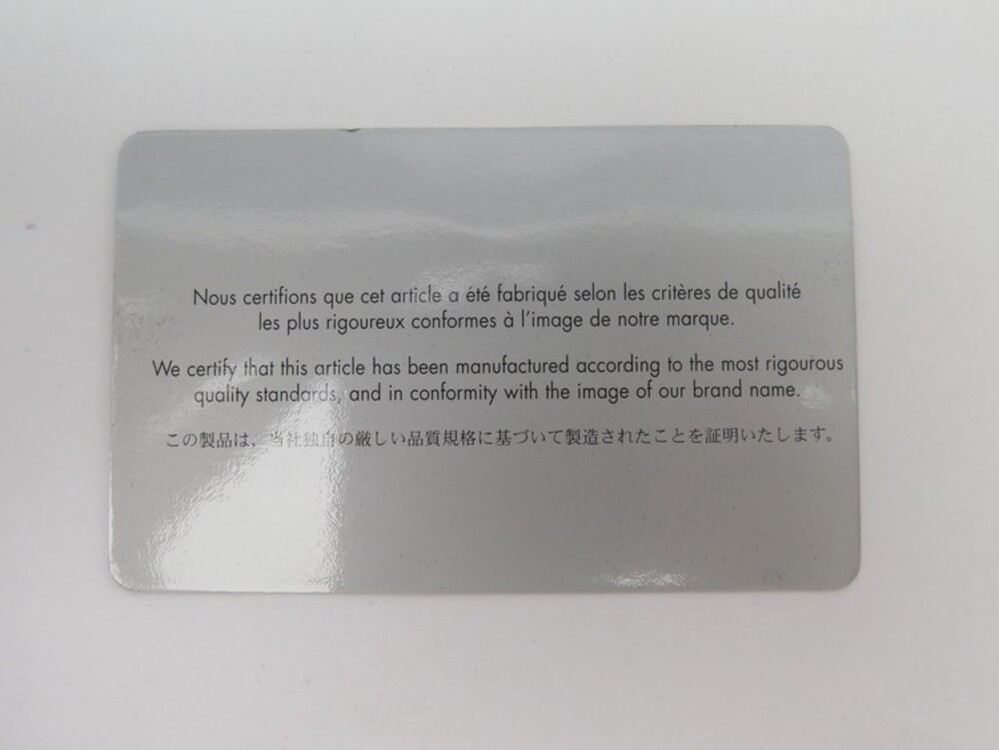 Nous certifions que cet article a été fabriqué selon les critères de qualité
les plus rigoureux conformes à l'image de notre marque.
We certify that this article has been manufactured according to the most rigourous
quality standards, and in conformity with the image of our brand name.
この製品は、当社独自の厳しい品質規格に基づいて製造されたことを証明いたします。